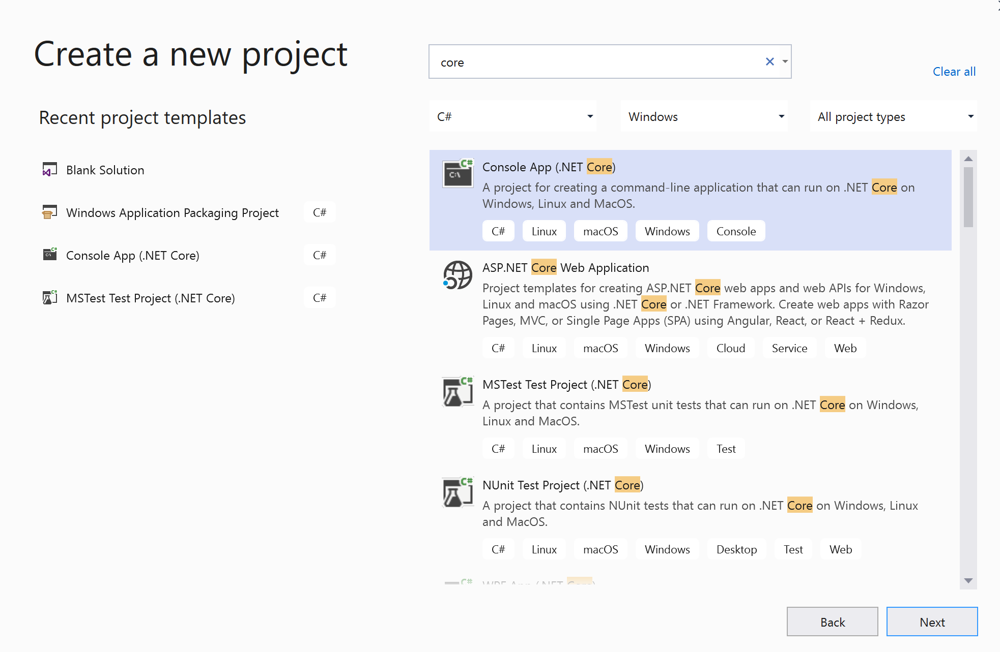 Create a new project
core
Clear all
Recent project templates
C#
Windows
All project types
Blank Solution
Windows Application Packaging Project C#
Console App (.NET Core) C#
MSTest Test Project (.NET Core) C#
Console App (.NET Core)
A project for creating a command-line application that can run on .NET Core on
Windows, Linux and MacOS.
C# Linux macOS Windows Console
ASP.NET Core Web Application
Project templates for creating ASP.NET Core web apps and web APIs for Windows,
Linux and macOS using .NET Core or .NET Framework. Create web apps with Razor
Pages, MVC, or Single Page Apps (SPA) using Angular, React, or React + Redux.
C# Linux macOS Windows Cloud Service Web
MSTest Test Project (.NET Core)
A project that contains MSTest unit tests that can run on .NET Core on Windows,
Linux and MacOS.
C# Linux macOS Windows Test
NUnit Test Project (.NET Core)
A project that contains NUnit tests that can run on .NET Core on Windows, Linux
and MacOS.
C# Linux macOS Windows Desktop Test Web
WPF App (.NET Core)
Back
Next